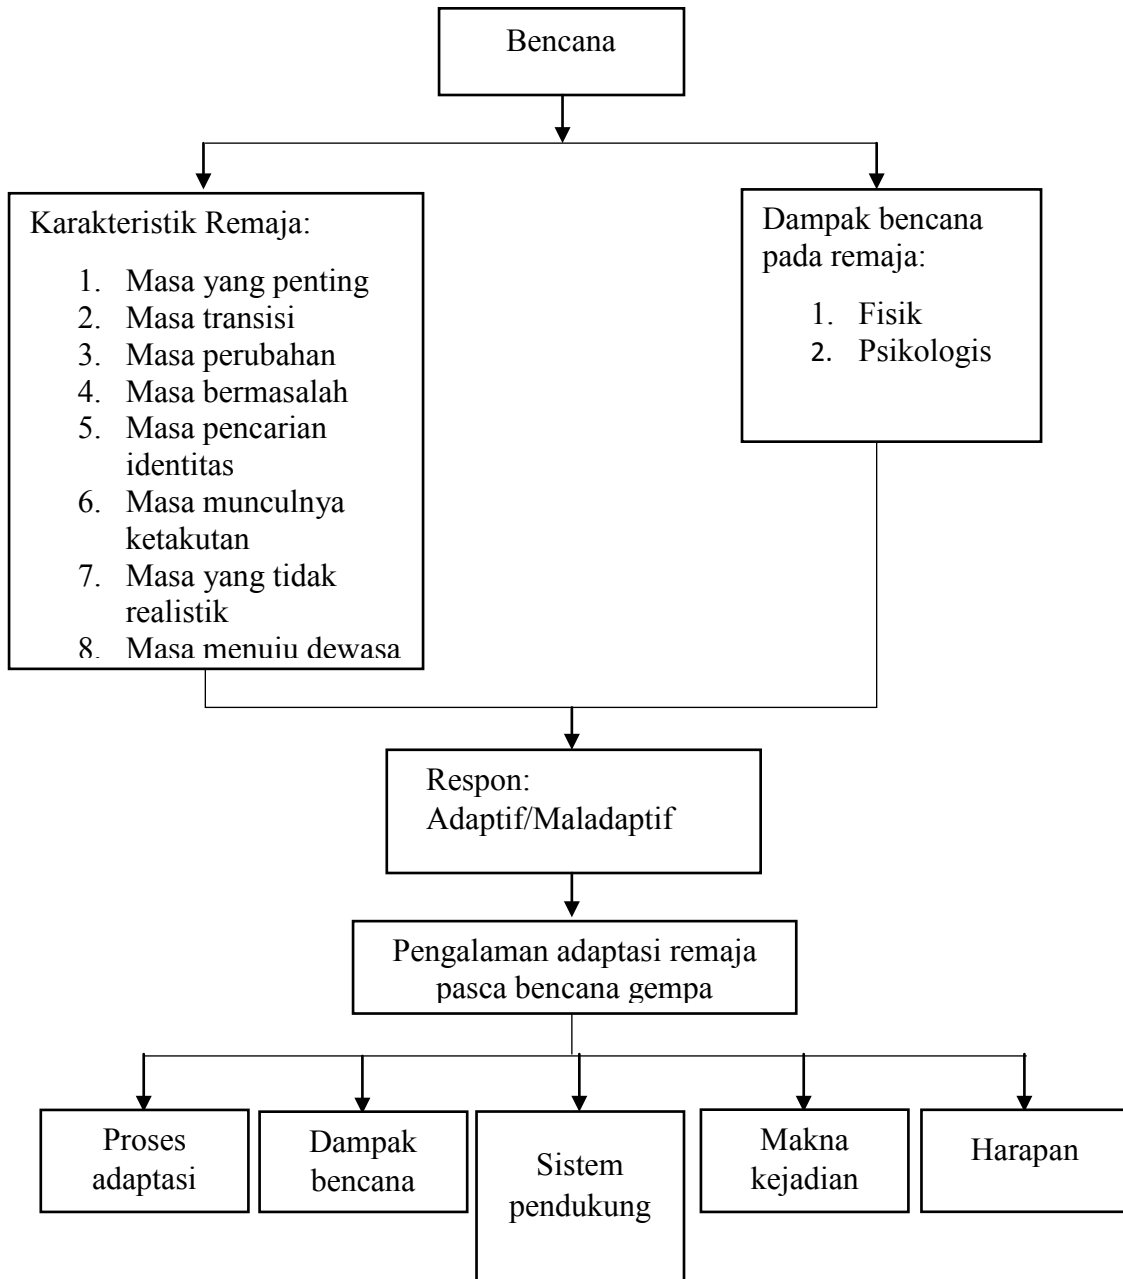 Bencana
Karakteristik Remaja:
1. Masa yang penting
2. Masa transisi
3. Masa perubahan
4. Masa bermasalah
5. Masa pencarian
identitas
6. Masa munculnya
ketakutan
7. Masa yang tidak
realistik
8. Masa menuju dewasa
Dampak bencana
pada remaja:
1. Fisik
2. Psikologis
Respon:
Adaptif/Maladaptif
Pengalaman adaptasi remaja
pasca bencana gempa
Proses
adaptasi
Dampak
bencana
Sistem
pendukung
Makna
kejadian
Harapan